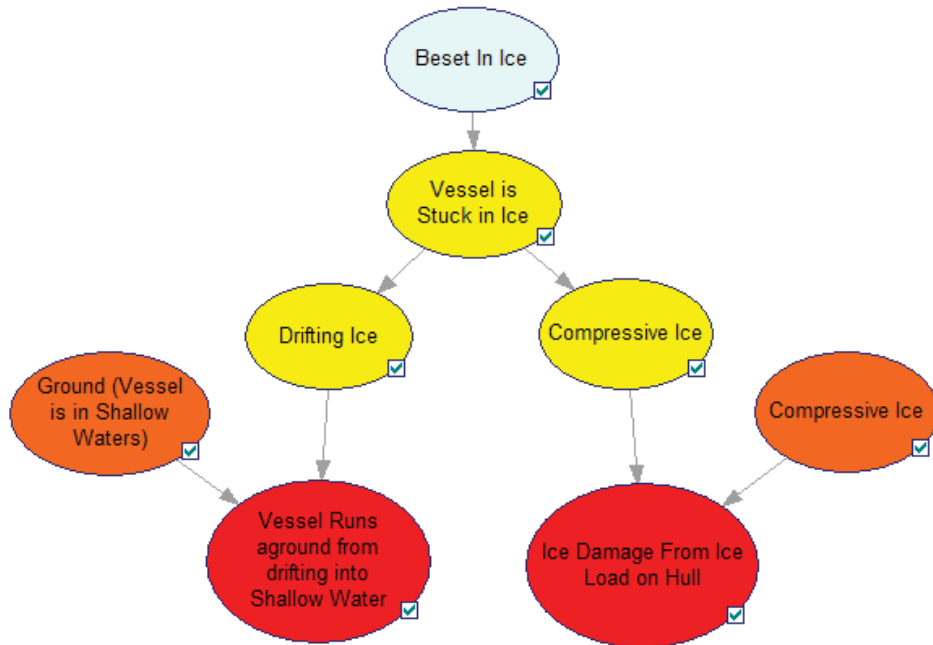 Beset In Ice
Vessel is
Stuck in Ice
Drifting Ice
Compressive Ice
Ground (Vessel
is in Shallow
Waters)
Compressive Ice
Vessel Runs
aground from
drifting into
Shallow Water
Ice Damage From Ice
Load on Hull